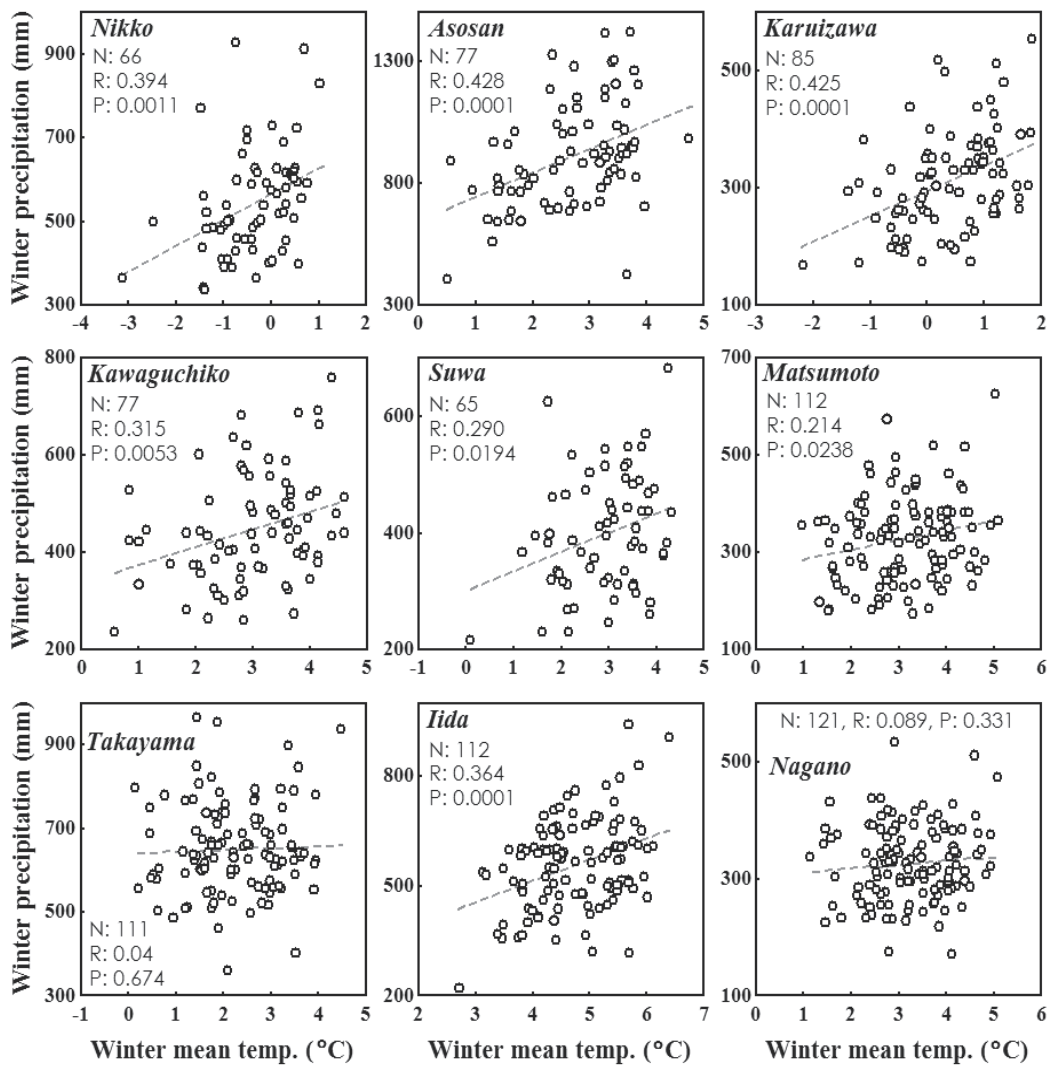 Winter precipitation (mm)
Nikko
N: 66
R: 0.394
P: 0.0011
900
700
500
300
-4 -3 -2 -1 0 1 2
Asosan
N: 77
R: 0.428
P: 0.0001
1300
800
300
0 1 2 3 4 5
Karuizawa
N: 85
R: 0.425
P: 0.0001
500
300
100
-3 -2 -1 0 1 2
Winter precipitation (mm)
Kawaguchiko
N: 77
R: 0.315
P: 0.0053
800
600
400
200
0 1 2 3 4 5
Suwa
N: 65
R: 0.290
P: 0.0194
600
400
200
-1 0 1 2 3 4 5
Matsumoto
N: 112
R: 0.214
P: 0.0238
700
500
300
100
0 1 2 3 4 5 6
Winter precipitation (mm)
Takayama
N: 111
R: 0.04
P: 0.674
900
700
500
300
-1 0 1 2 3 4 5
Winter mean temp. (°C)
Iida
N: 112
R: 0.364
P: 0.0001
800
500
200
2 3 4 5 6 7
Winter mean temp. (°C)
N: 121, R: 0.089, P: 0.331
Nagano
500
300
100
0 1 2 3 4 5 6
Winter mean temp. (°C)